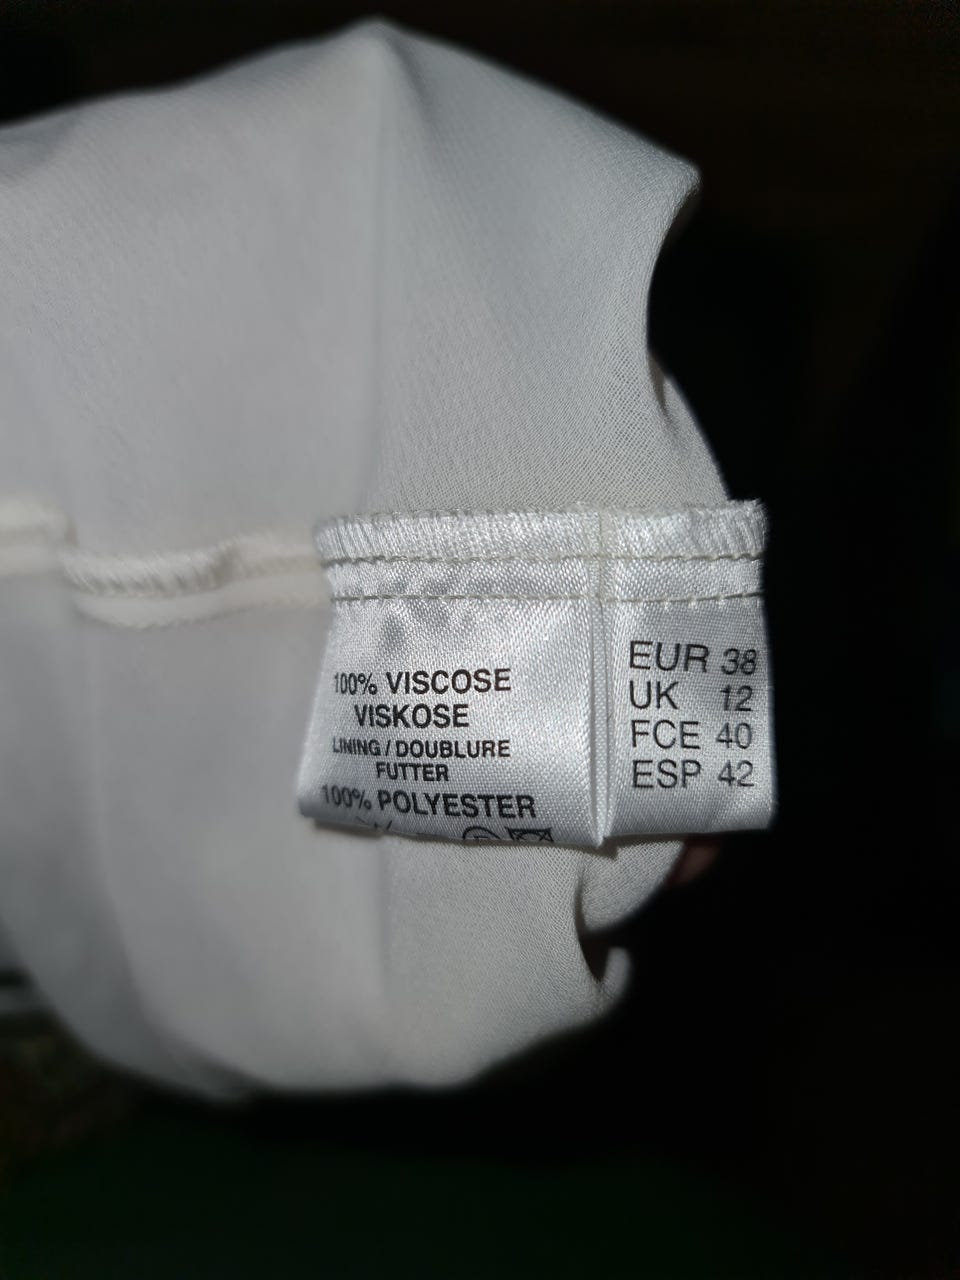 100% VISCOSE
VISKOSE
LINING / DOUBLURE
FUTTER
100% POLYESTER
EUR 38
UK 12
FCE 40
ESP 42